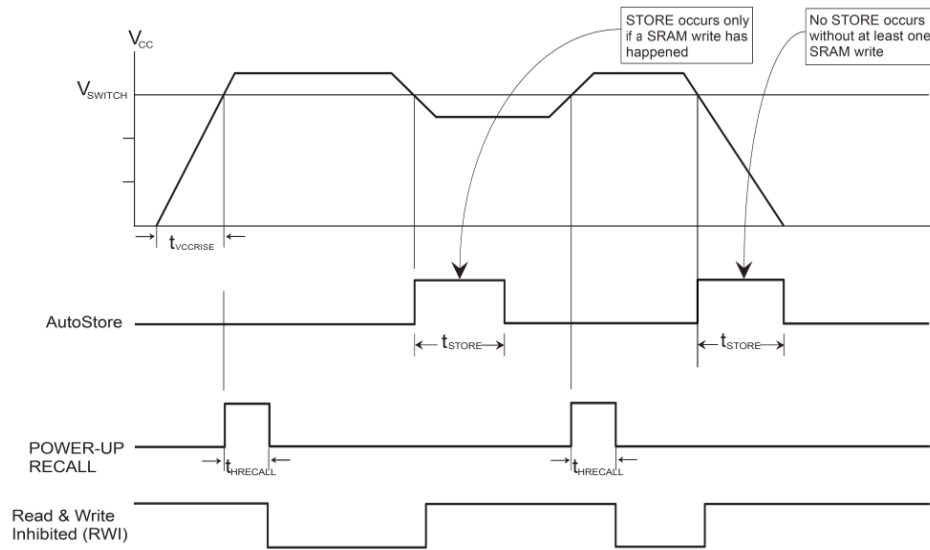 STORE occurs only
if a SRAM write has
happened
No STORE occurs
without at least one
SRAM write
VCC
VSWITCH
tVCCRISE
AutoStore
tSTORE
tSTORE
POWER-UP
RECALL
tHRECALL
tHRECALL
Read & Write
Inhibited (RWI)